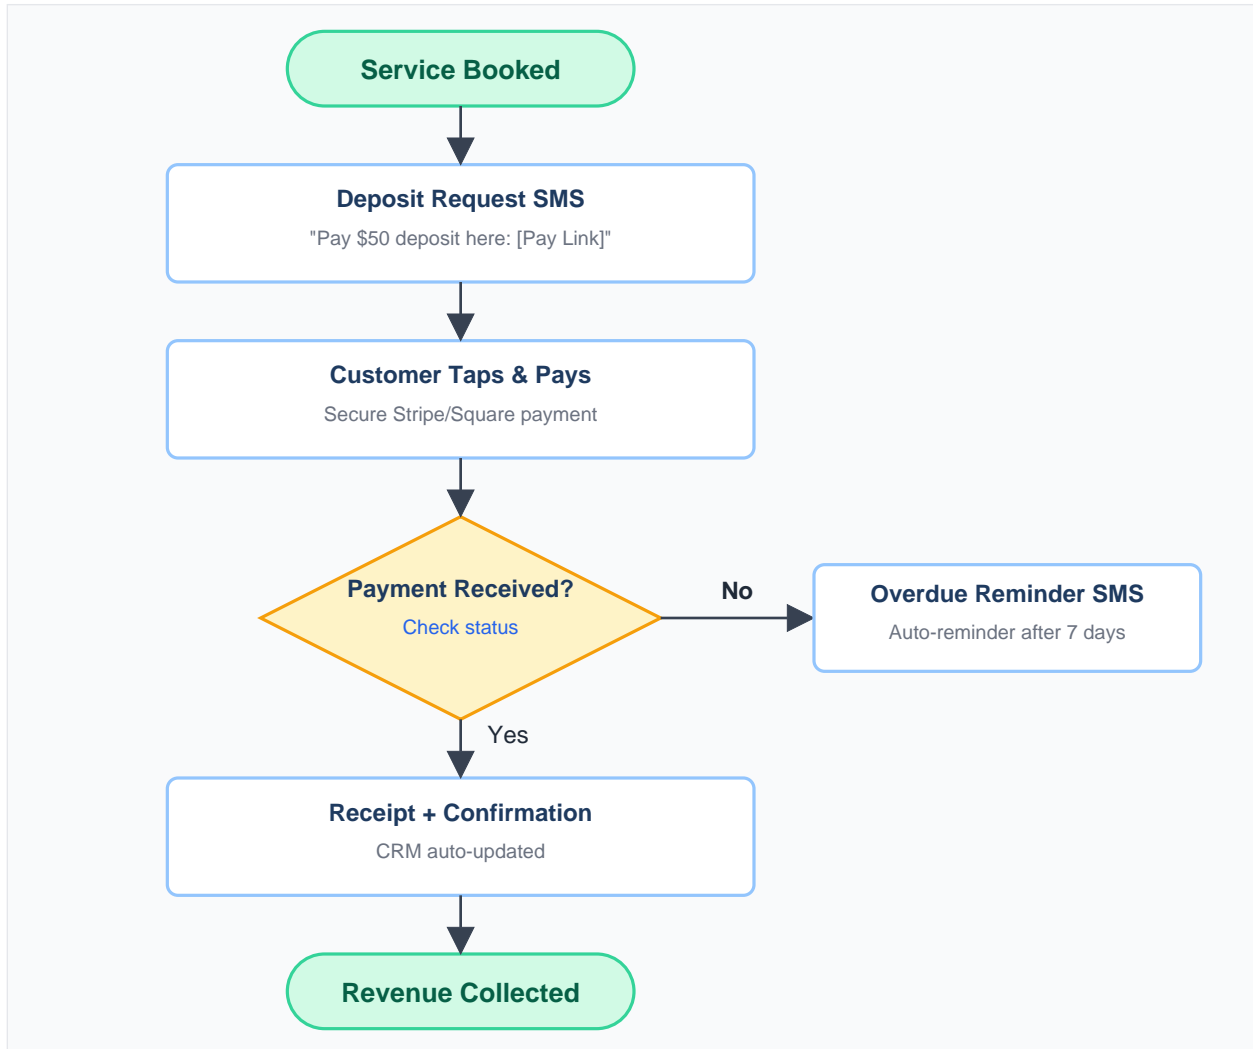 Service Booked
Deposit Request SMS
"Pay $50 deposit here: [Pay Link]"
Customer Taps & Pays
Secure Stripe/Square payment
Payment Received?
Check status
No
Overdue Reminder SMS
Auto-reminder after 7 days
Yes
Receipt + Confirmation
CRM auto-updated
Revenue Collected